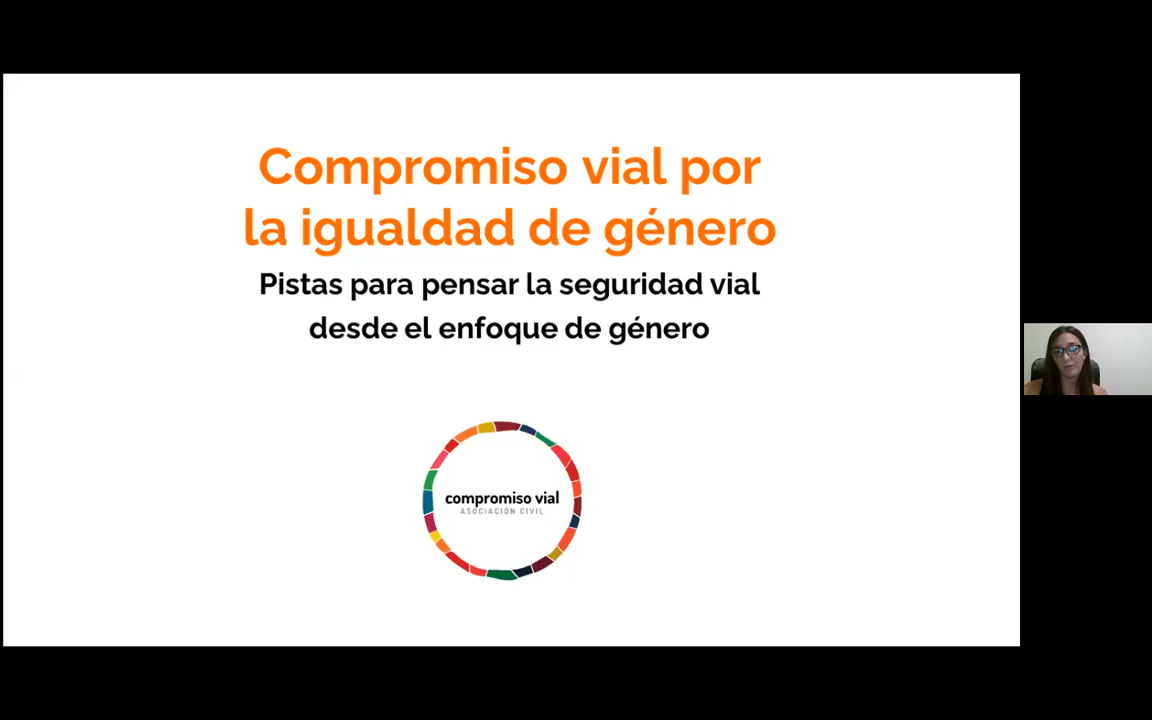 Compromiso vial por
la igualdad de género
Pistas para pensar la seguridad vial
desde el enfoque de género
compromiso vial
ASOCIACIÓN CIVIL